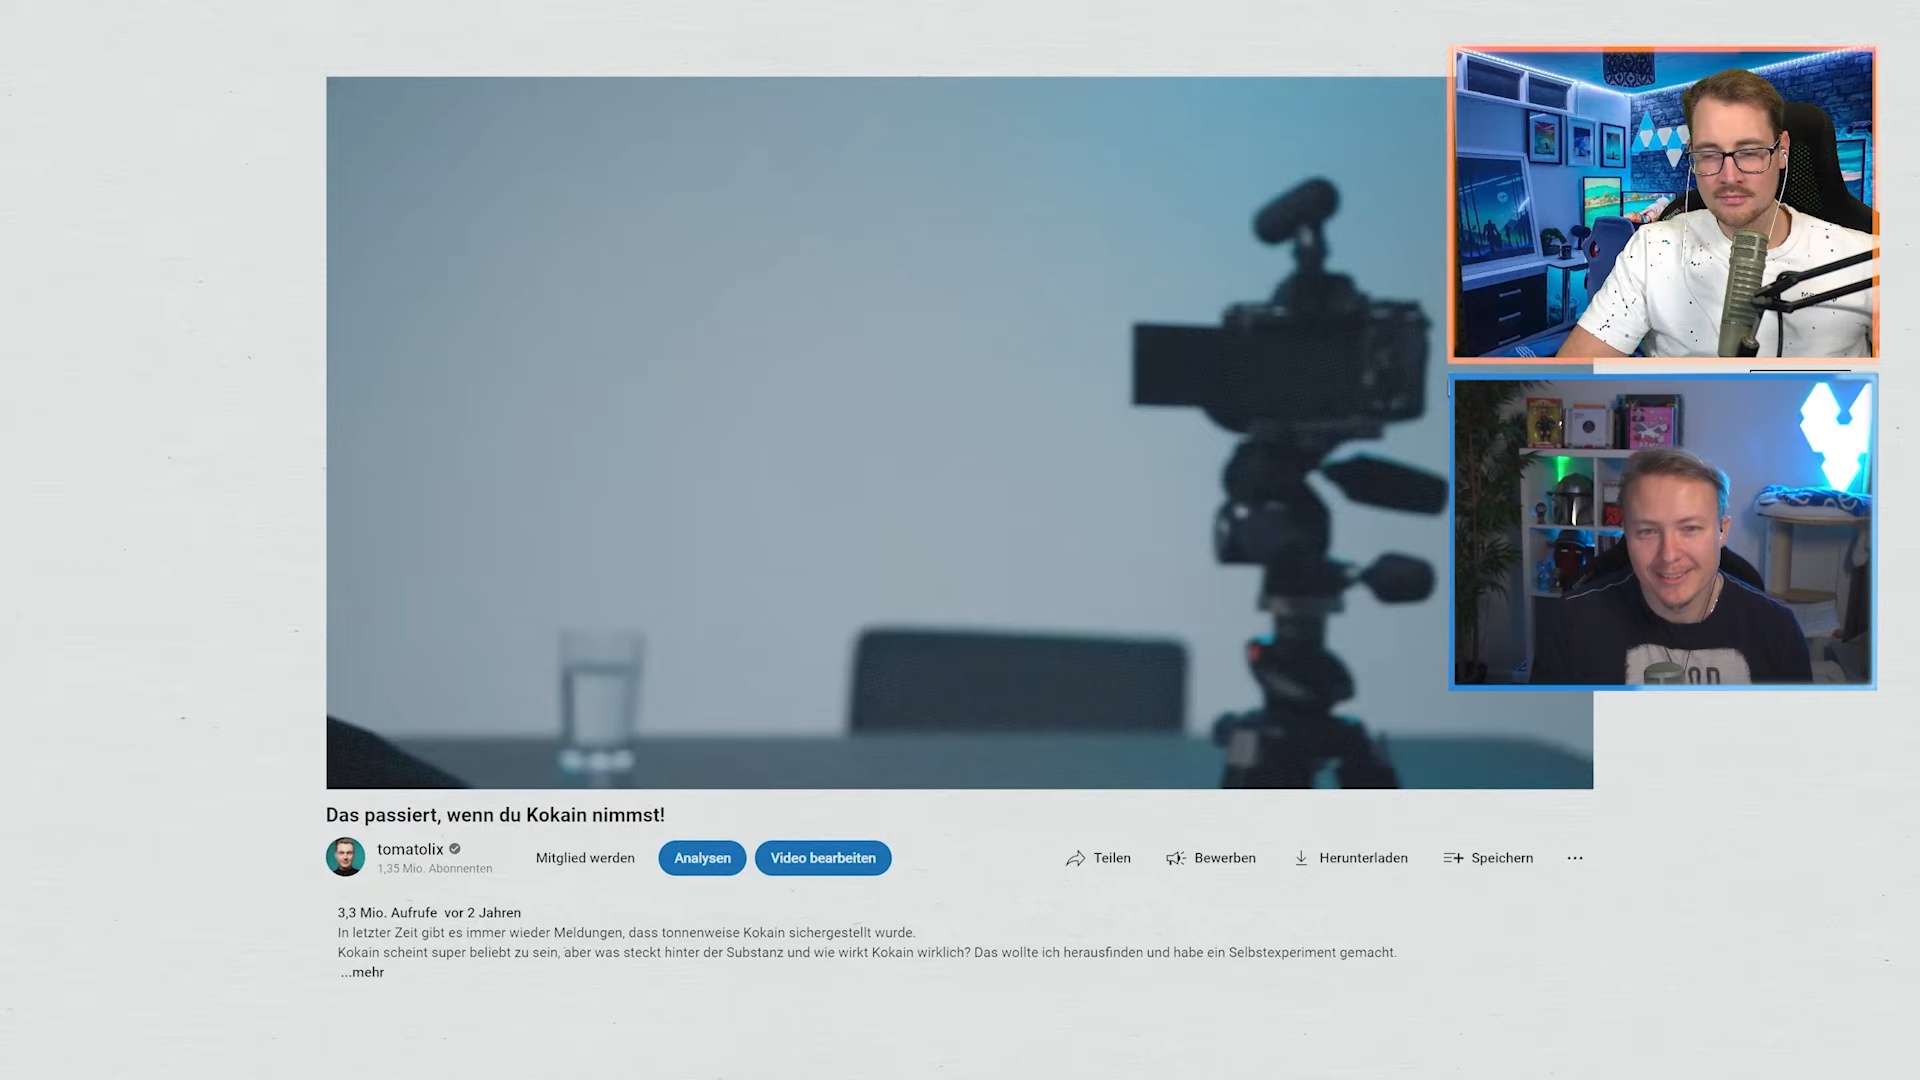 Das passiert, wenn du Kokain nimmst!
tomatolix
1,35 Mio. Abonnenten
Mitglied werden
Analysen
Video bearbeiten
Teilen
Bewerben
Herunterladen
Speichern
3,3 Mio. Aufrufe vor 2 Jahren
In letzter Zeit gibt es immer wieder Meldungen, dass tonnenweise Kokain sichergestellt wurde.
Kokain scheint super beliebt zu sein, aber was steckt hinter der Substanz und wie wirkt Kokain wirklich? Das wollte ich herausfinden und habe ein Selbstexperiment gemacht.
...mehr